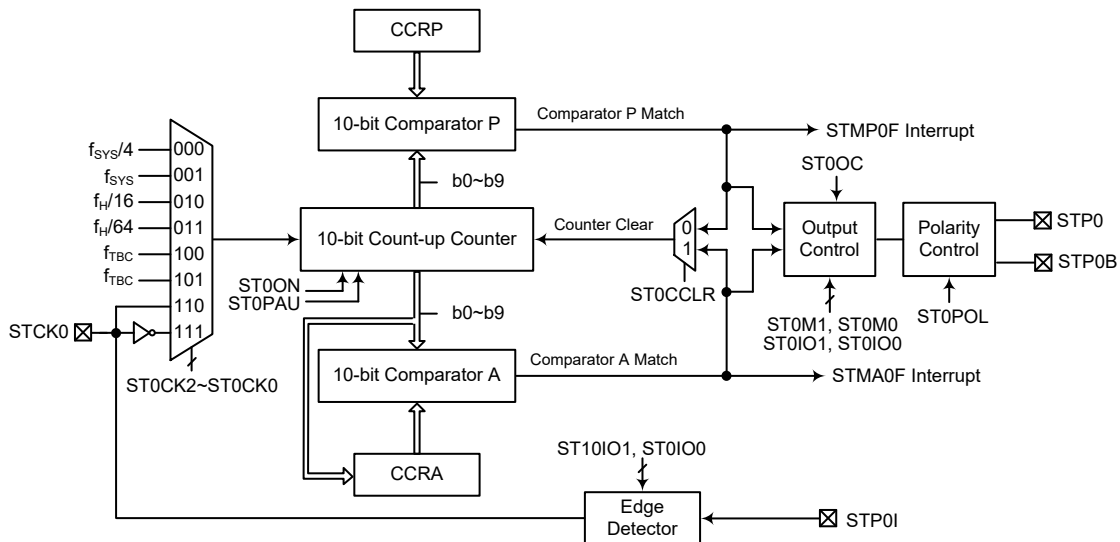 CCRP
10-bit Comparator P
Comparator P Match
STMP0F Interrupt
b0~b9
ST0OC
fSYS/4
000
fSYS
001
fH/16
010
fH/64
011
fTBC
100
fTBC
101
110
111
10-bit Count-up Counter
Counter Clear
0
1
Output
Control
Polarity
Control
STP0
STP0B
ST0ON
ST0PAU
ST0CCLR
ST0M1, ST0M0
ST0IO1, ST0IO0
ST0POL
STCK0
b0~b9
ST0CK2~ST0CK0
10-bit Comparator A
Comparator A Match
STMA0F Interrupt
CCRA
ST10IO1, ST0IO0
Edge
Detector
STP0I